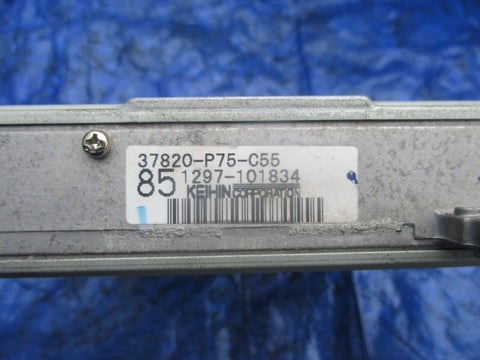 37820-P75-C55
85 1297-101834
KEIHIN CORPORATION